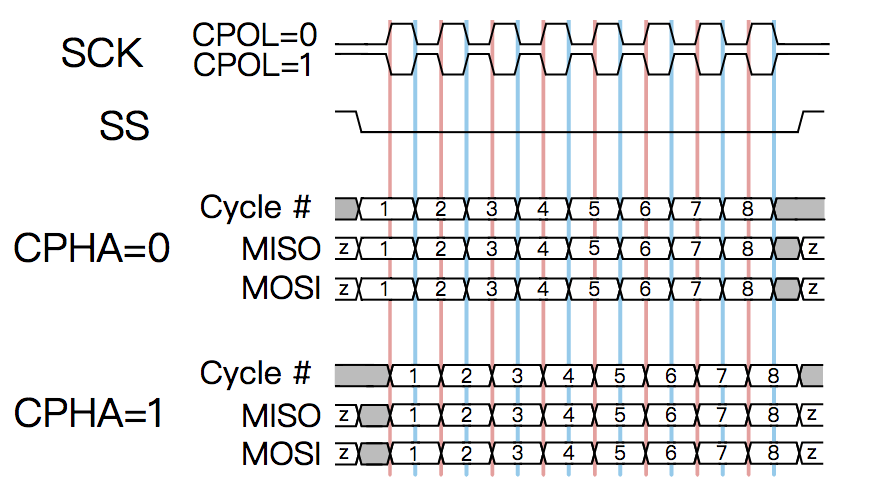 CPOL=0
SCK
CPOL=1
SS
Cycle # 1 2 3 4 5 6 7 8
CPHA=0
MISO z 1 2 3 4 5 6 7 8 z
MOSI z 1 2 3 4 5 6 7 8 z
Cycle # 1 2 3 4 5 6 7 8
CPHA=1
MISO z 1 2 3 4 5 6 7 8 z
MOSI z 1 2 3 4 5 6 7 8 z